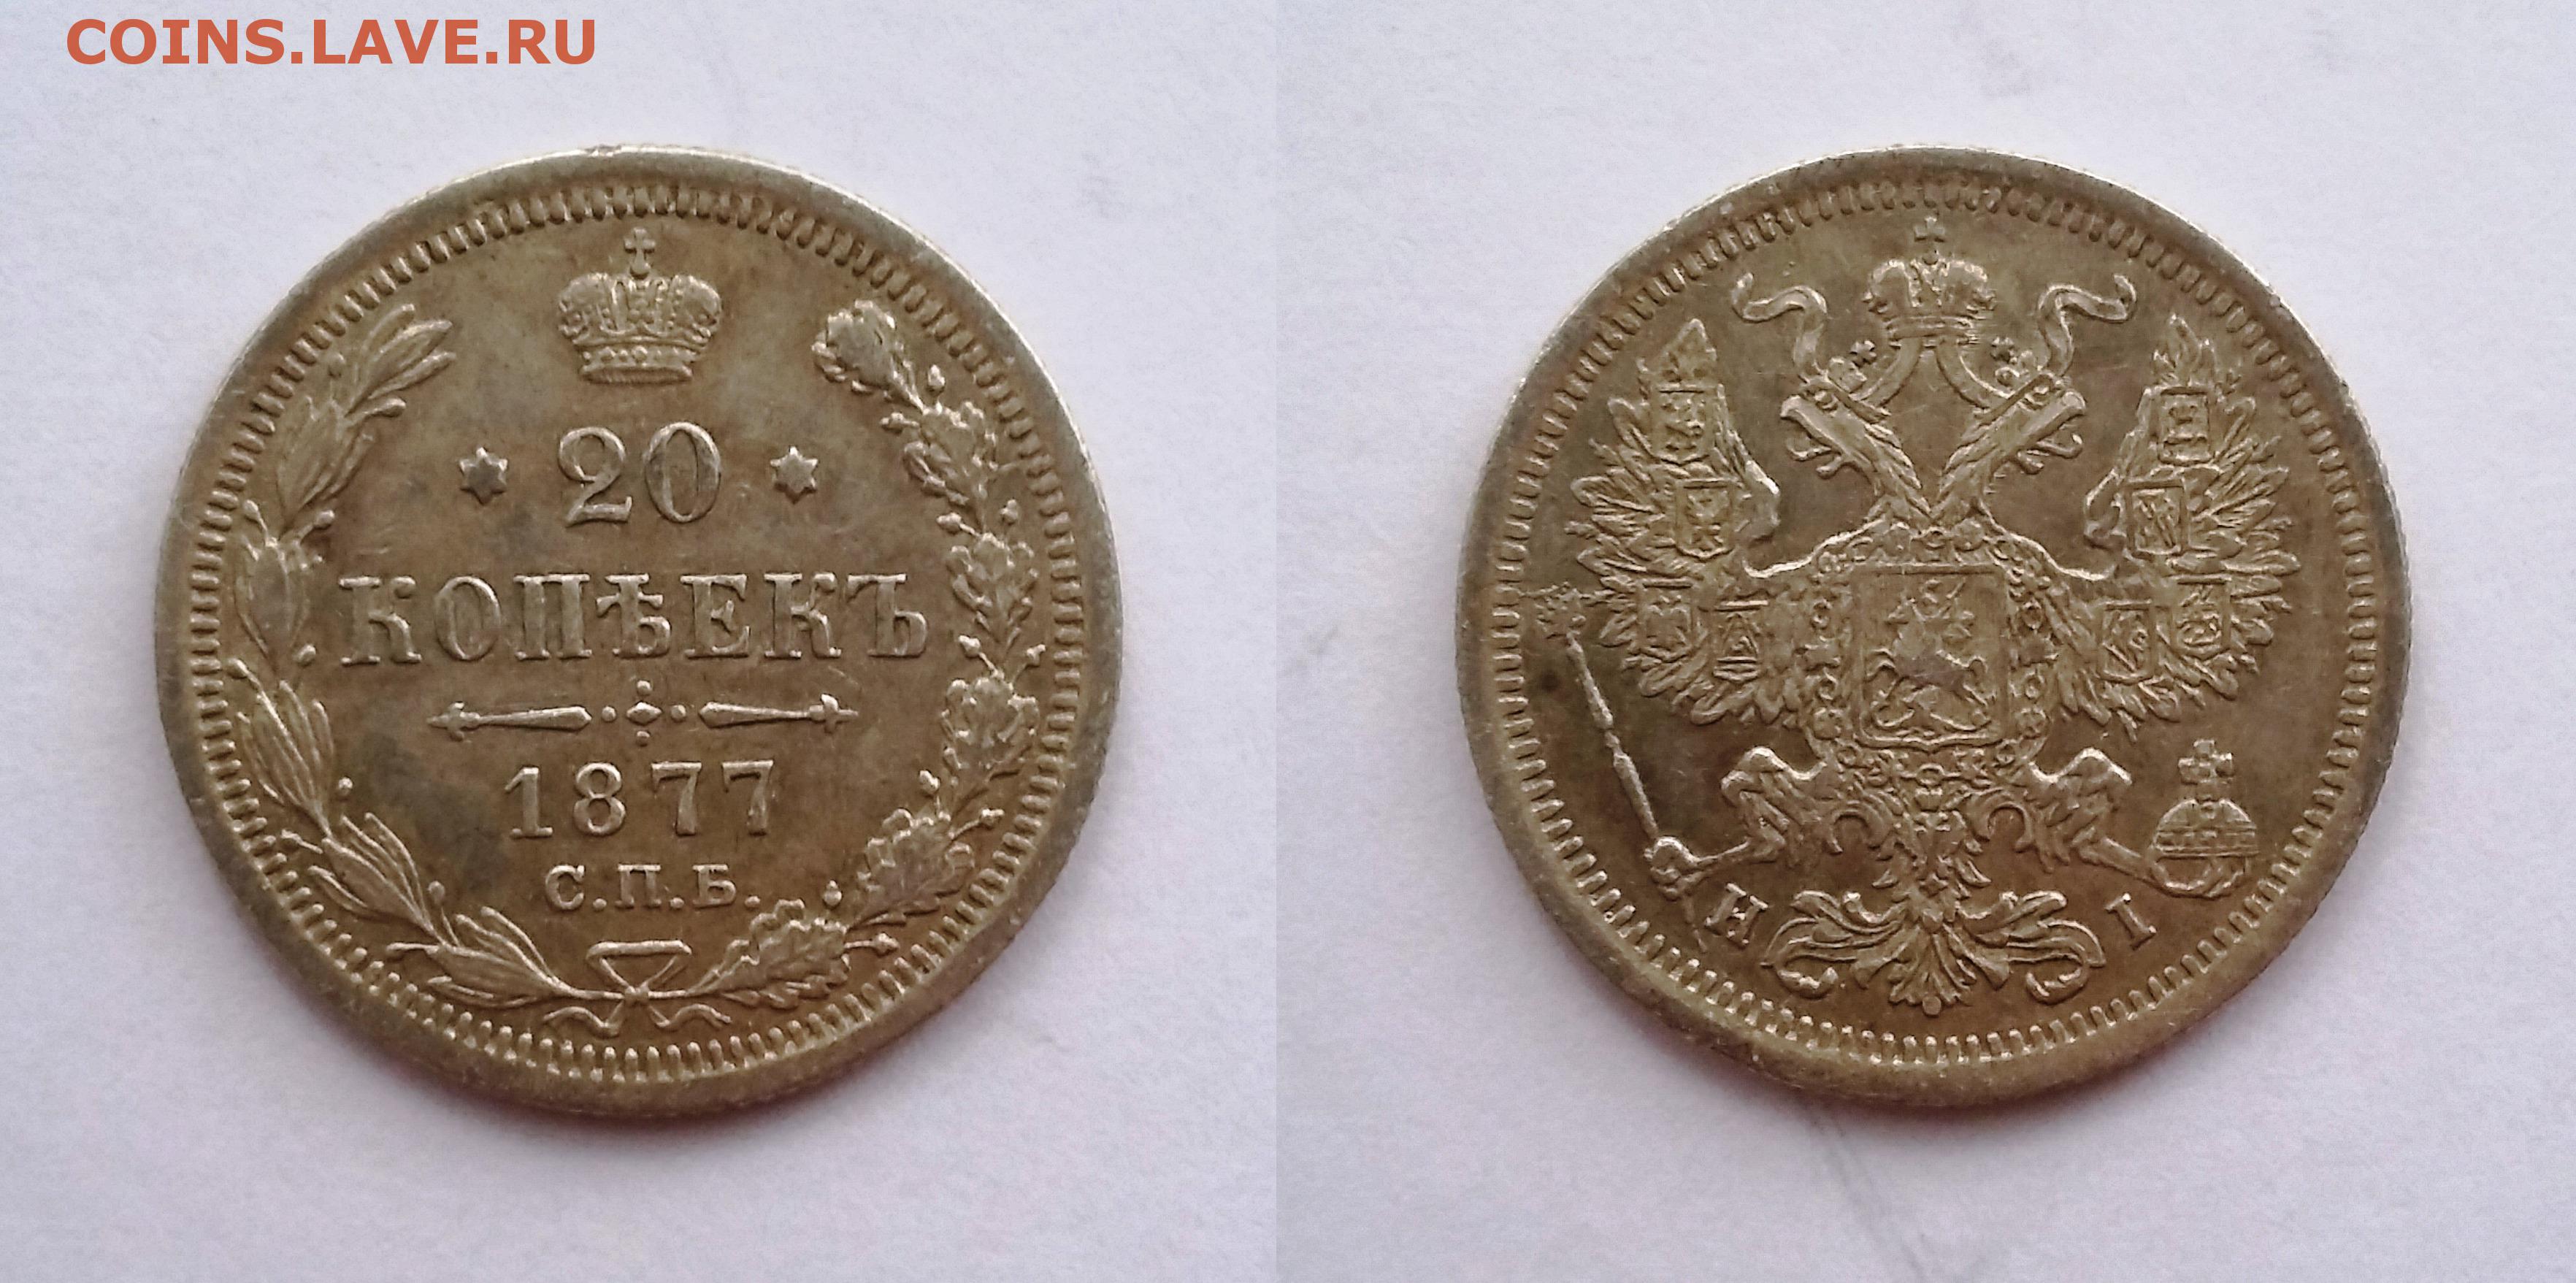 COINS.LAVE.RU
20
КОПѢЕКЪ
1877
С.П.Б.
Н I